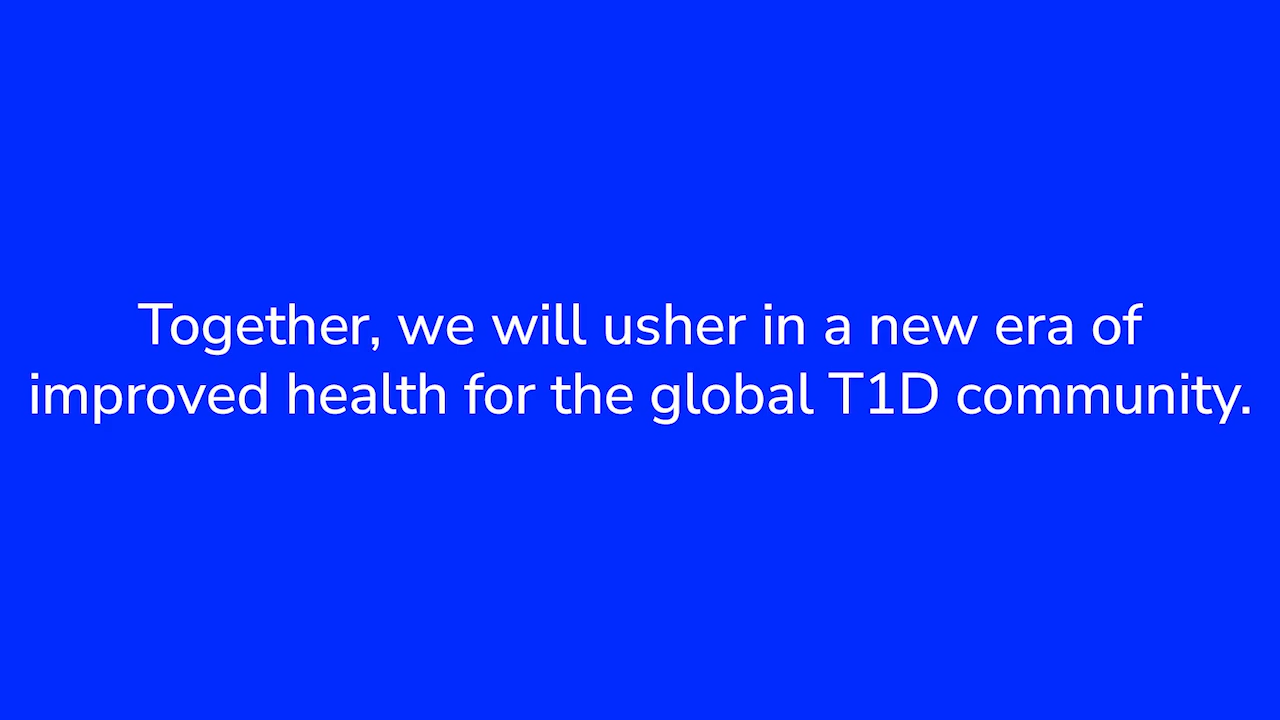 Together, we will usher in a new era of
improved health for the global T1D community.